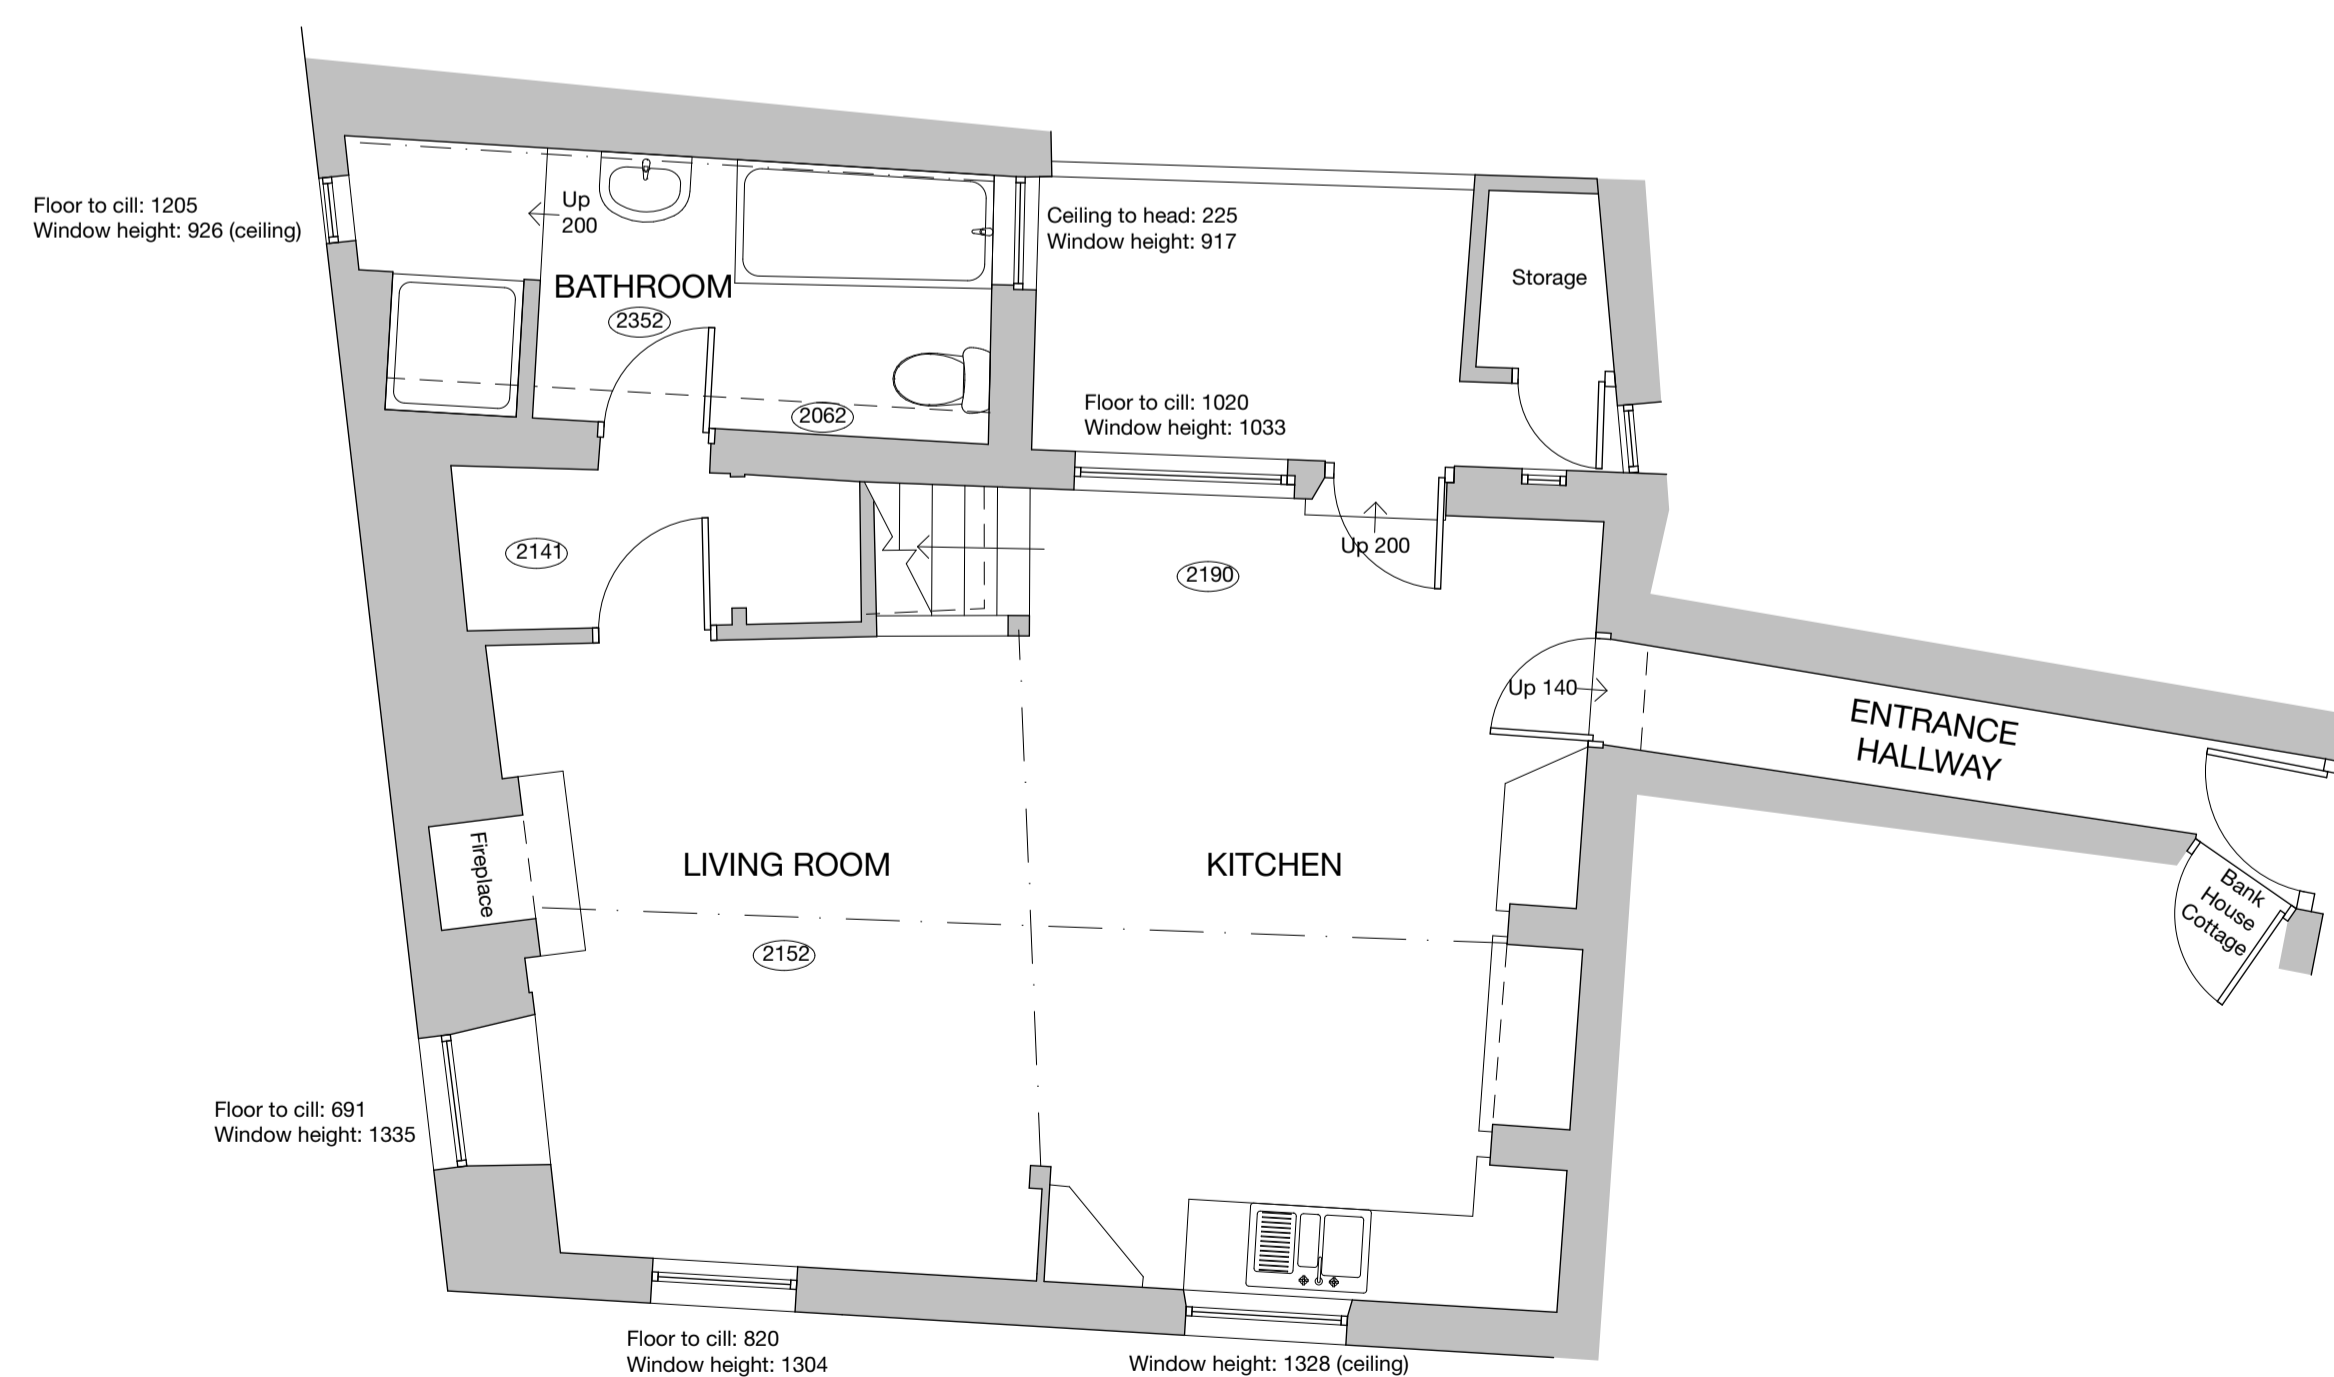 Floor to cill: 1205
Window height: 926 (ceiling)
Up
200
BATHROOM
2352
2062
Ceiling to head: 225
Window height: 917
Storage
Floor to cill: 1020
Window height: 1033
2141
2190
Up 200
Up 140
ENTRANCE
HALLWAY
Fireplace
LIVING ROOM
KITCHEN
2152
Bank
House
Cottage
Floor to cill: 691
Window height: 1335
Floor to cill: 820
Window height: 1304
Window height: 1328 (ceiling)